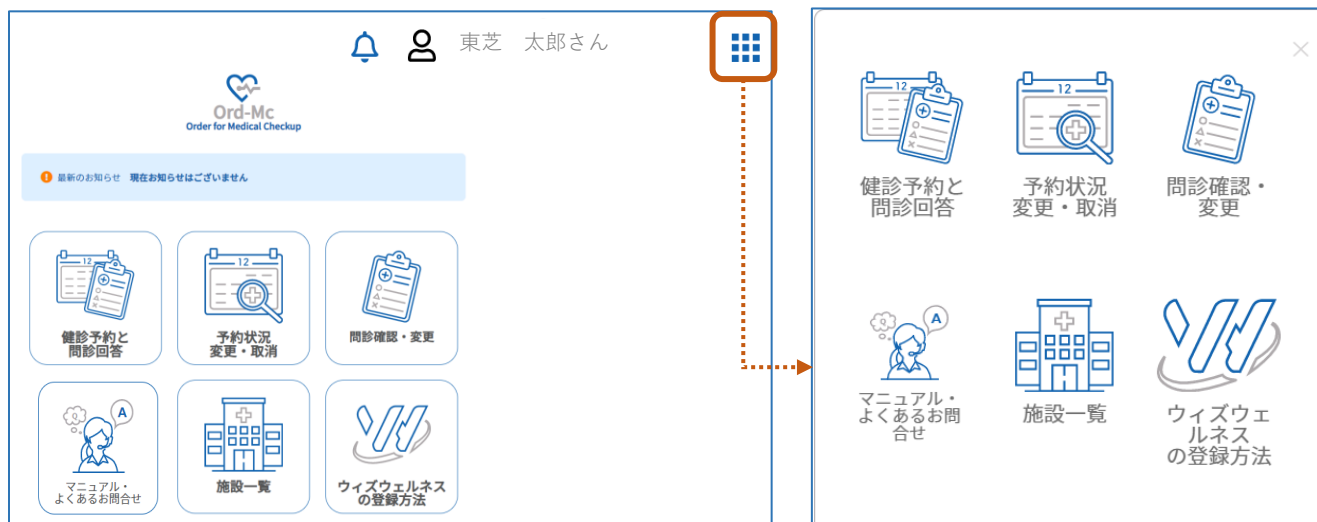 東芝　太郎さん
Ord-Mc
Order for Medical Checkup
最新のお知らせ 現在お知らせはございません
12
健診予約と
問診回答
12
予約状況
変更・取消
問診確認・変更
Q
A
マニュアル・
よくあるお問合せ
施設一覧
ウィズウェルネス
の登録方法
12
健診予約と
問診回答
12
予約状況
変更・取消
問診確認・
変更
Q
A
マニュアル・
よくあるお問
合せ
施設一覧
ウィズウェ
ルネス
の登録方法